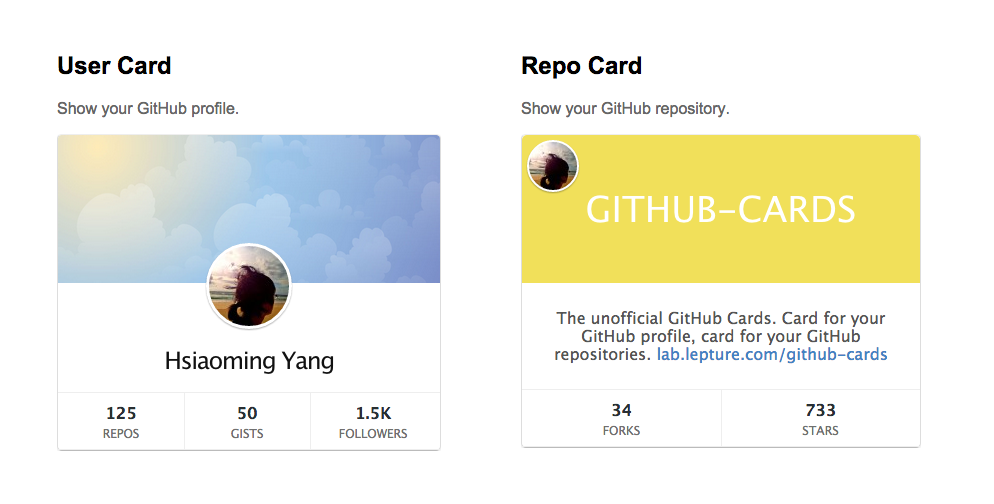 User Card
Show your GitHub profile.
Hsiaoming Yang
125
REPOS
50
GISTS
1.5K
FOLLOWERS
Repo Card
Show your GitHub repository.
GITHUB-CARDS
The unofficial GitHub Cards. Card for your
GitHub profile, card for your GitHub
repositories. lab.lepture.com/github-cards
34
FORKS
733
STARS